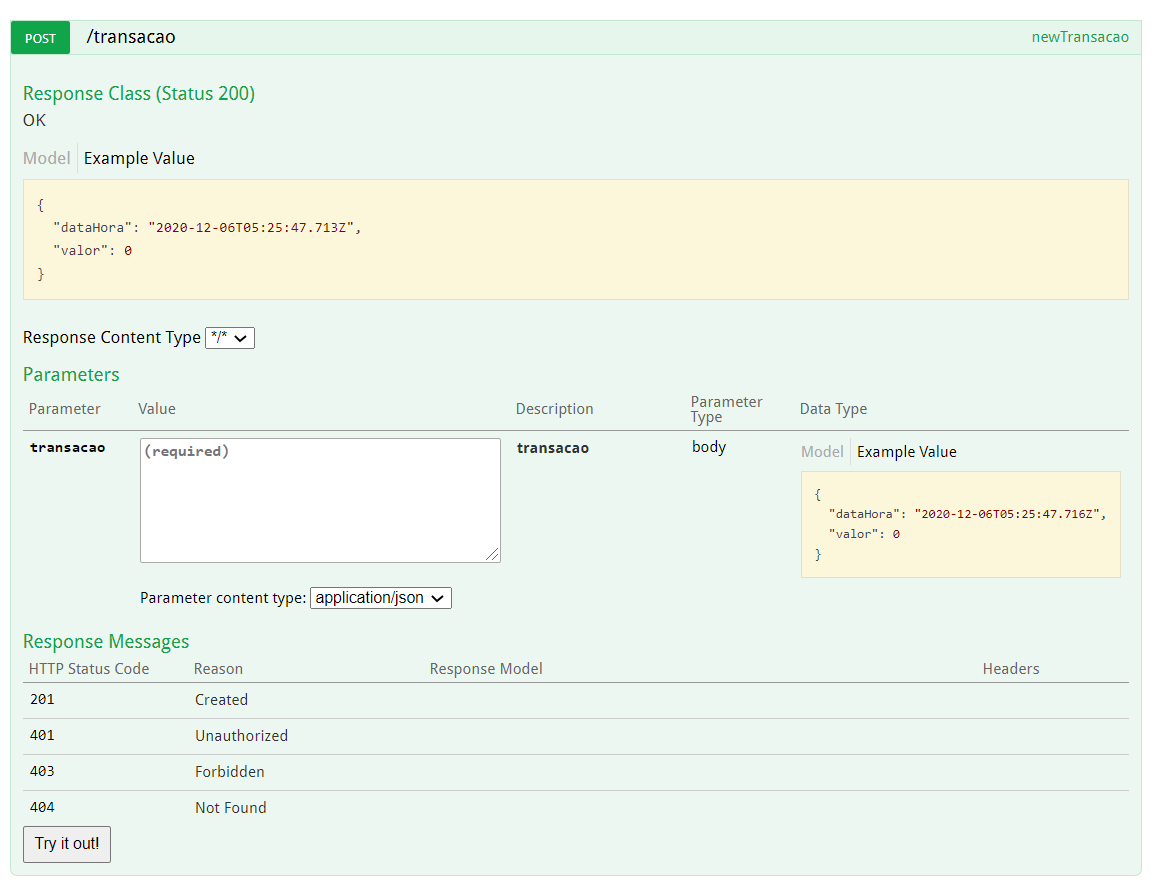 POST /transacao newTransacao
Response Class (Status 200)
OK
Model Example Value
{
"dataHora": "2020-12-06T05:25:47.713Z",
"valor": 0
}
Response Content Type */*
Parameters
Parameter Value Description Parameter Type Data Type
transacao (required) transacao body Model Example Value
{
"dataHora": "2020-12-06T05:25:47.716Z",
"valor": 0
}
Parameter content type: application/json
Response Messages
HTTP Status Code Reason Response Model Headers
201 Created
401 Unauthorized
403 Forbidden
404 Not Found
Try it out!